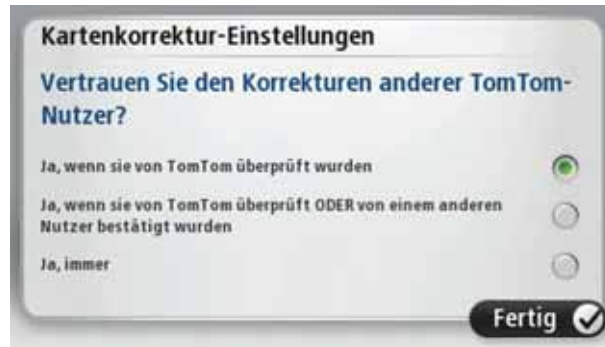 Kartenkorrektur-Einstellungen
Vertrauen Sie den Korrekturen anderer TomTom-
Nutzer?
Ja, wenn sie von TomTom überprüft wurden
Ja, wenn sie von TomTom überprüft ODER von einem anderen
Nutzer bestätigt wurden
Ja, immer
Fertig